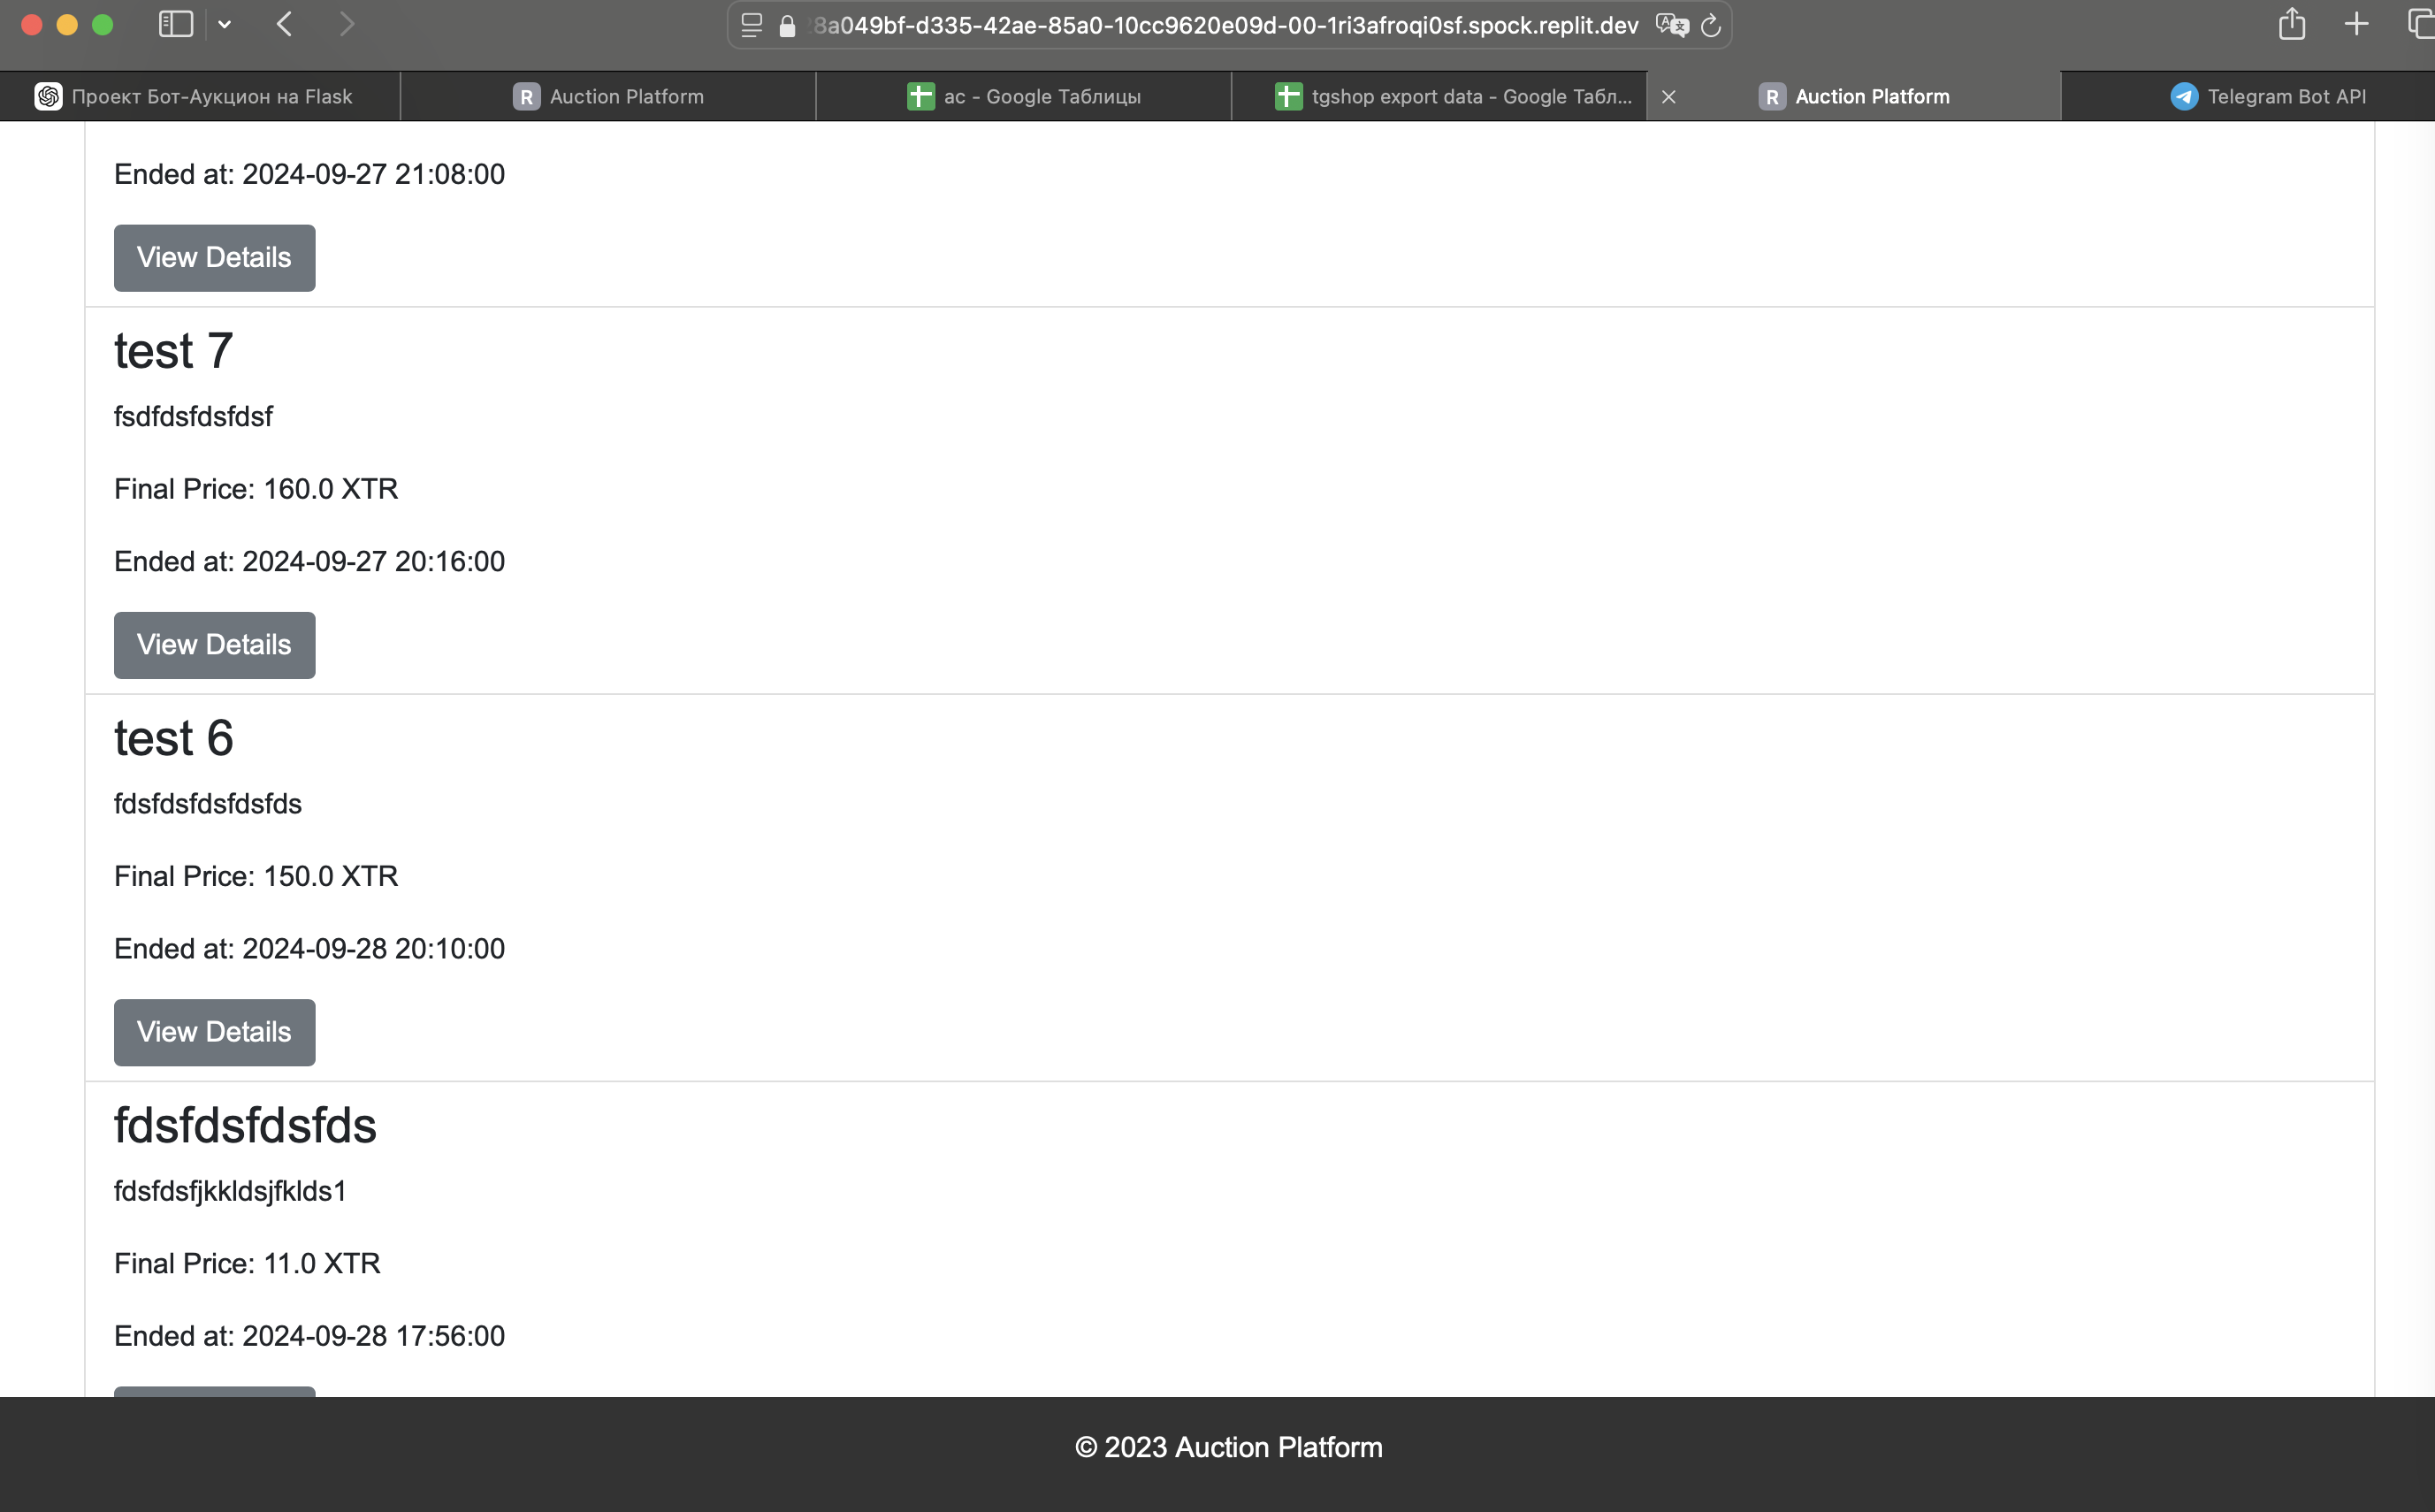 8a049bf-d335-42ae-85a0-10cc9620e09d-00-1ri3afroqi0sf.spock.replit.dev
Проект Бот-Аукцион на Flask
R Auction Platform
ac - Google Таблицы
tgshop export data - Google Табл...
R Auction Platform
Telegram Bot API
Ended at: 2024-09-27 21:08:00
View Details
test 7
fsdfdsfdsfdsf
Final Price: 160.0 XTR
Ended at: 2024-09-27 20:16:00
View Details
test 6
fdsfdsfdsfdsfds
Final Price: 150.0 XTR
Ended at: 2024-09-28 20:10:00
View Details
fdsfdsfdsfds
fdsfdsfjkkldsjfklds1
Final Price: 11.0 XTR
Ended at: 2024-09-28 17:56:00
© 2023 Auction Platform